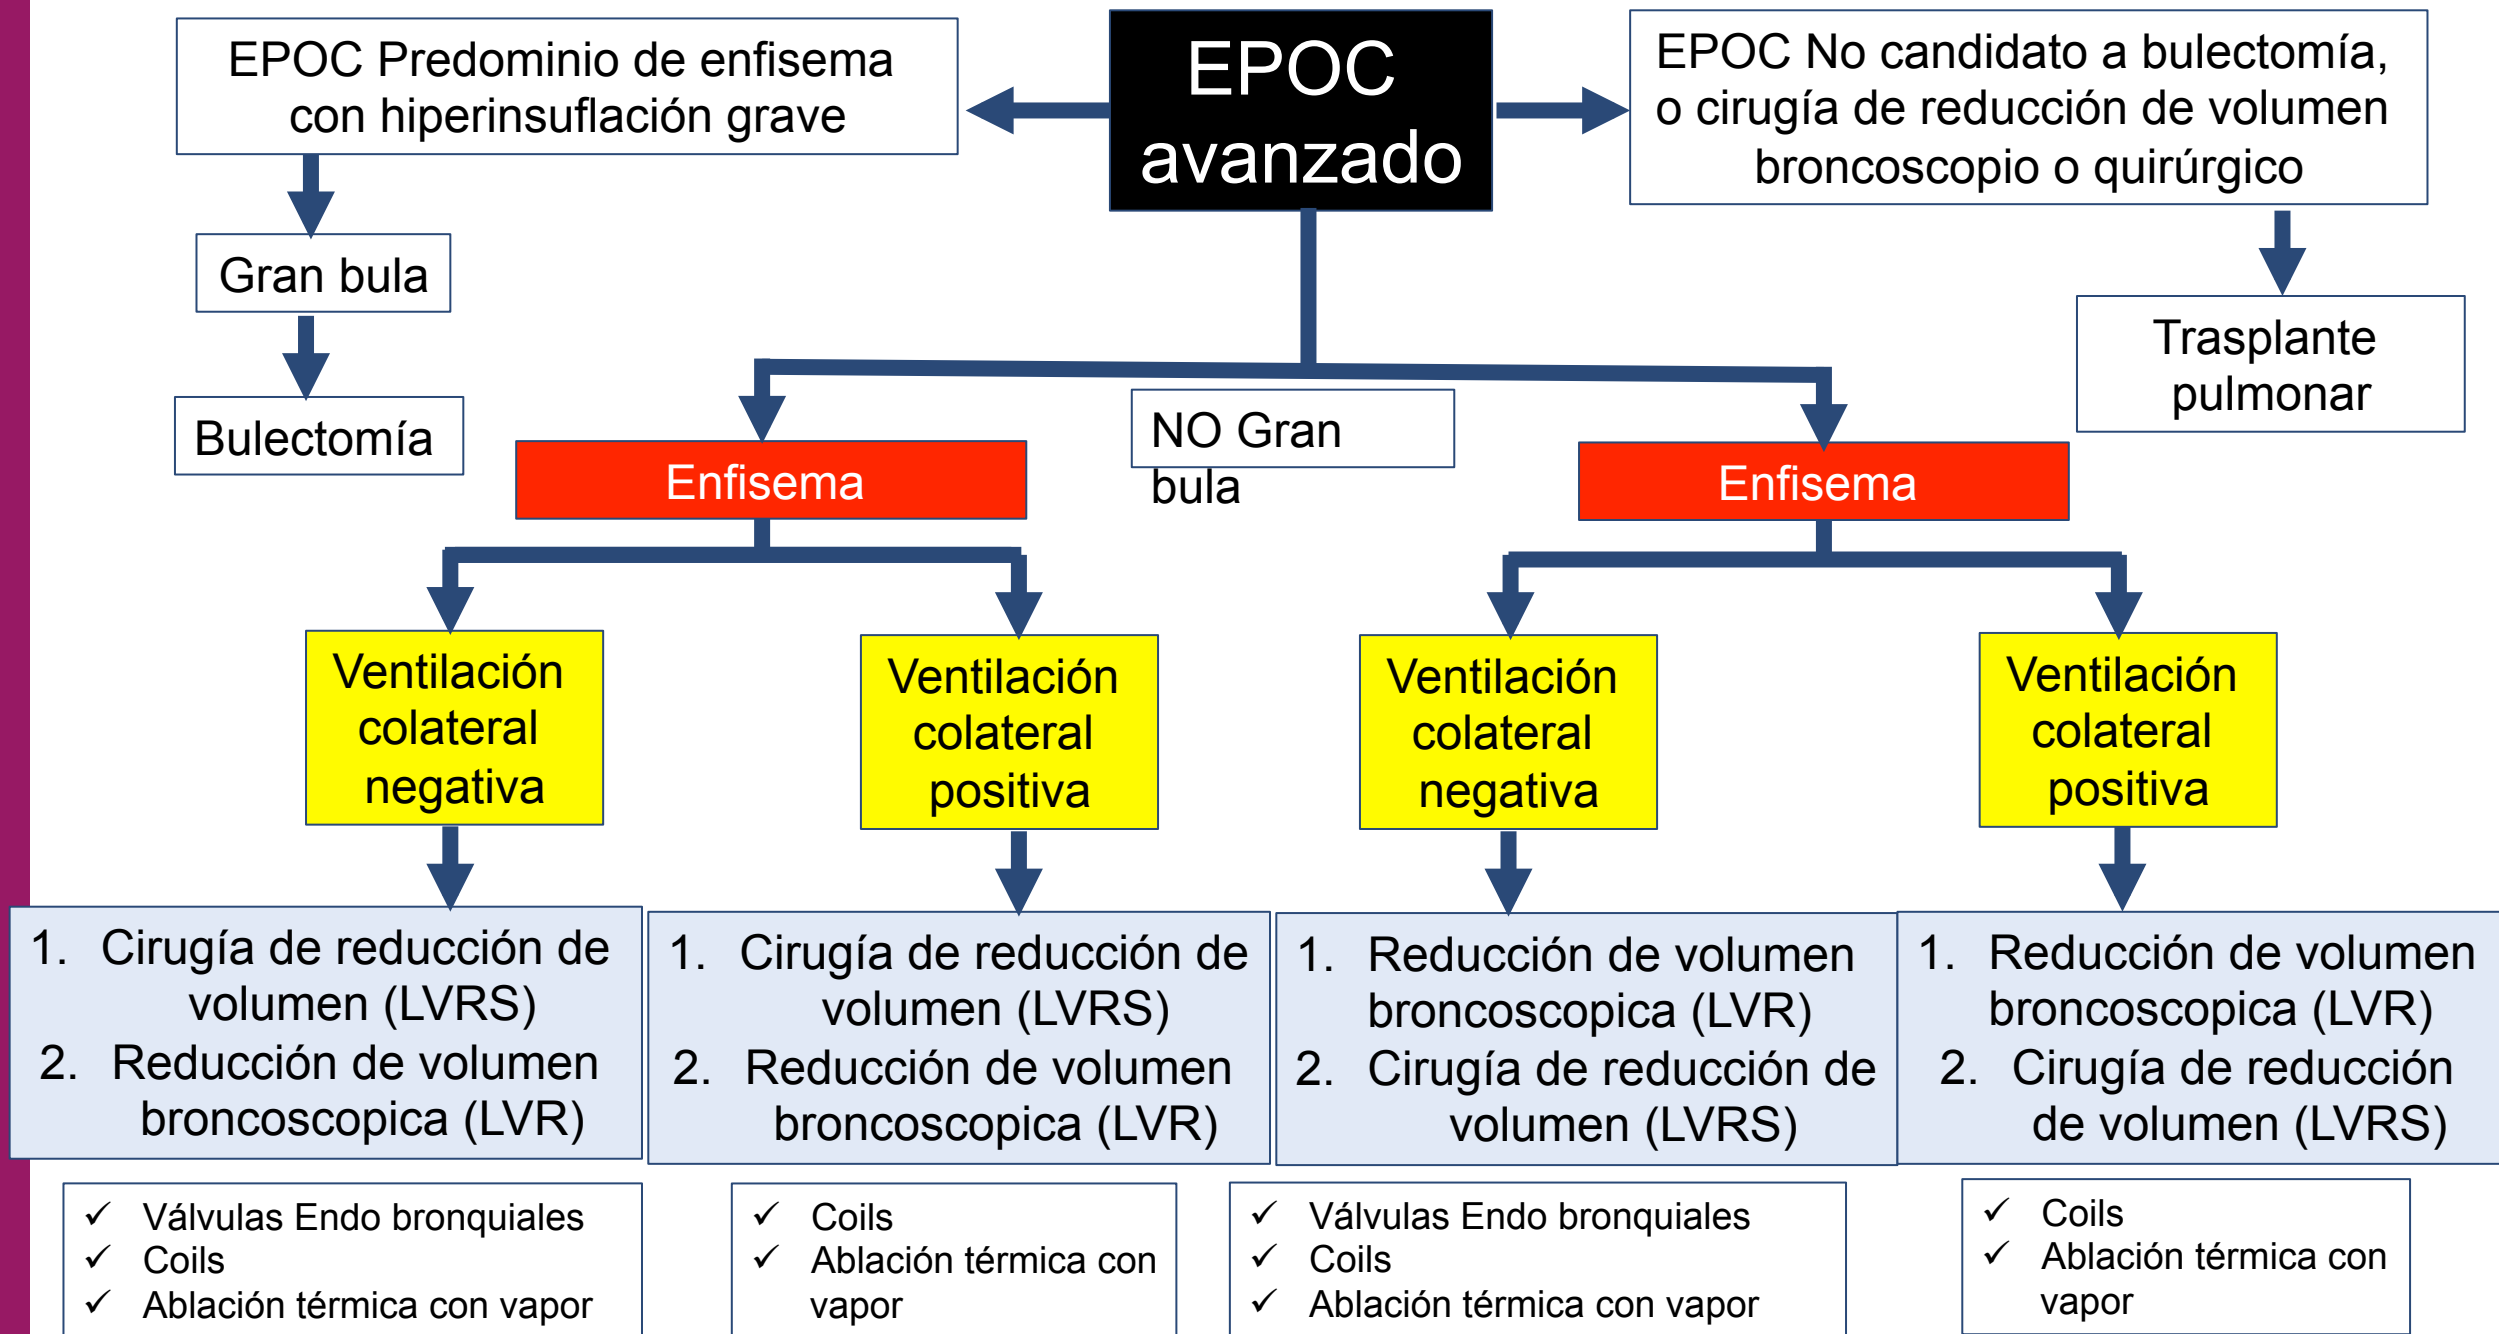 EPOC Predominio de enfisema
con hiperinsuflación grave
EPOC
avanzado
EPOC No candidato a bulectomía,
o cirugía de reducción de volumen
broncoscopio o quirúrgico
Gran bula
Bulectomía
Trasplante
pulmonar
NO Gran
bula
Enfisema
Enfisema
Ventilación
colateral
negativa
Ventilación
colateral
positiva
Ventilación
colateral
negativa
Ventilación
colateral
positiva
1. Cirugía de reducción de
volumen (LVRS)
2. Reducción de volumen
broncoscopica (LVR)
1. Cirugía de reducción de
volumen (LVRS)
2. Reducción de volumen
broncoscopica (LVR)
1. Reducción de volumen
broncoscopica (LVR)
2. Cirugía de reducción de
volumen (LVRS)
1. Reducción de volumen
broncoscopica (LVR)
2. Cirugía de reducción
de volumen (LVRS)
✓ Válvulas Endo bronquiales
✓ Coils
✓ Ablación térmica con vapor
✓ Coils
✓ Ablación térmica con
vapor
✓ Válvulas Endo bronquiales
✓ Coils
✓ Ablación térmica con vapor
✓ Coils
✓ Ablación térmica con
vapor